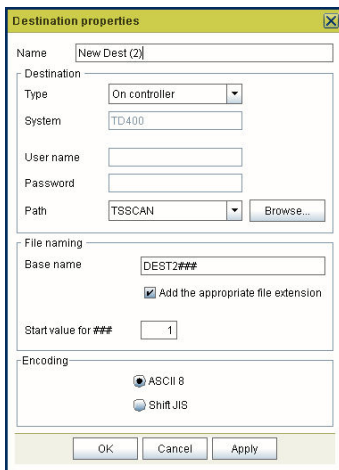 Destination properties
Name New Dest (2)
Destination
Type On controller
System TD400
User name
Password
Path TSSCAN Browse...
File naming
Base name DEST2###
Add the appropriate file extension
Start value for ### 1
Encoding
ASCII 8
Shift JIS
OK Cancel Apply